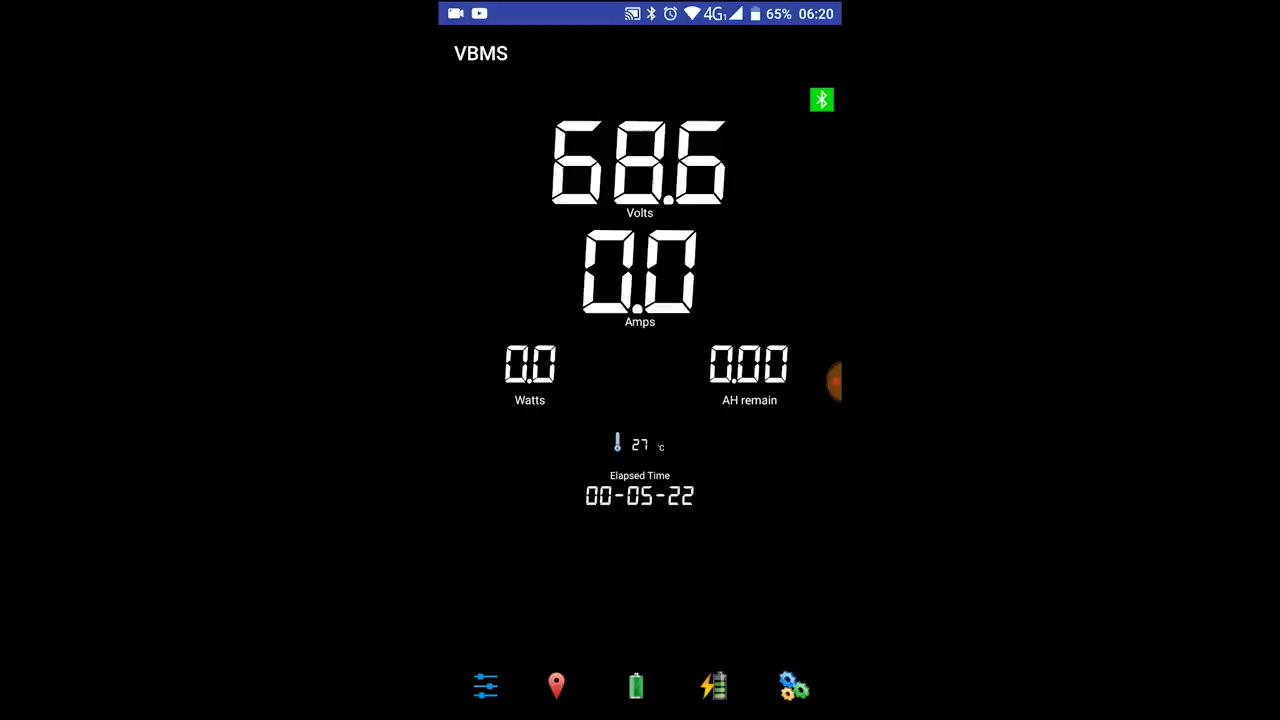 4G1 65% 06:20
VBMS
68.6
Volts
0.0
Amps
0.0 0.00
Watts AH remain
27 °C
Elapsed Time
00-05-22